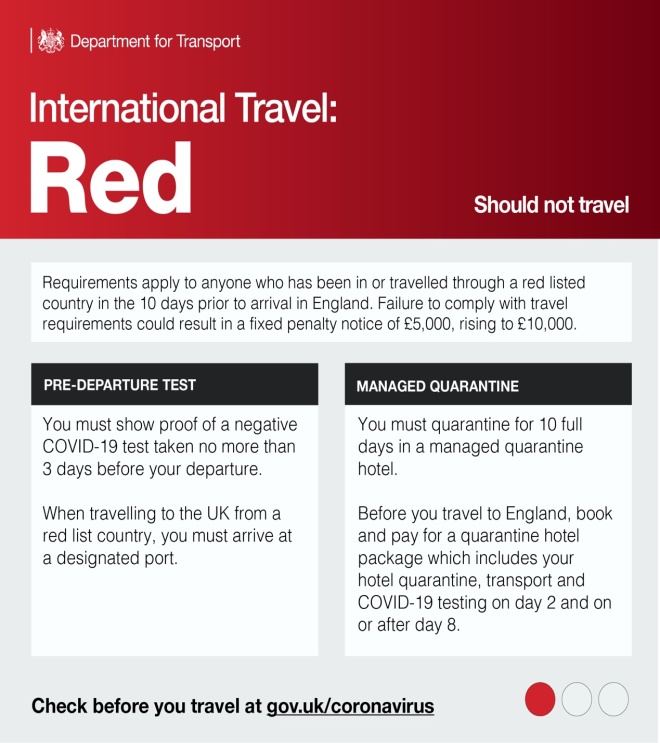 Department for Transport
International Travel:
Red
Should not travel
Requirements apply to anyone who has been in or travelled through a red listed
country in the 10 days prior to arrival in England. Failure to comply with travel
requirements could result in a fixed penalty notice of £5,000, rising to £10,000.
PRE-DEPARTURE TEST
You must show proof of a negative
COVID-19 test taken no more than
3 days before your departure.
When travelling to the UK from a
red list country, you must arrive at
a designated port.
MANAGED QUARANTINE
You must quarantine for 10 full
days in a managed quarantine
hotel.
Before you travel to England, book
and pay for a quarantine hotel
package which includes your
hotel quarantine, transport and
COVID-19 testing on day 2 and on
or after day 8.
Check before you travel at gov.uk/coronavirus